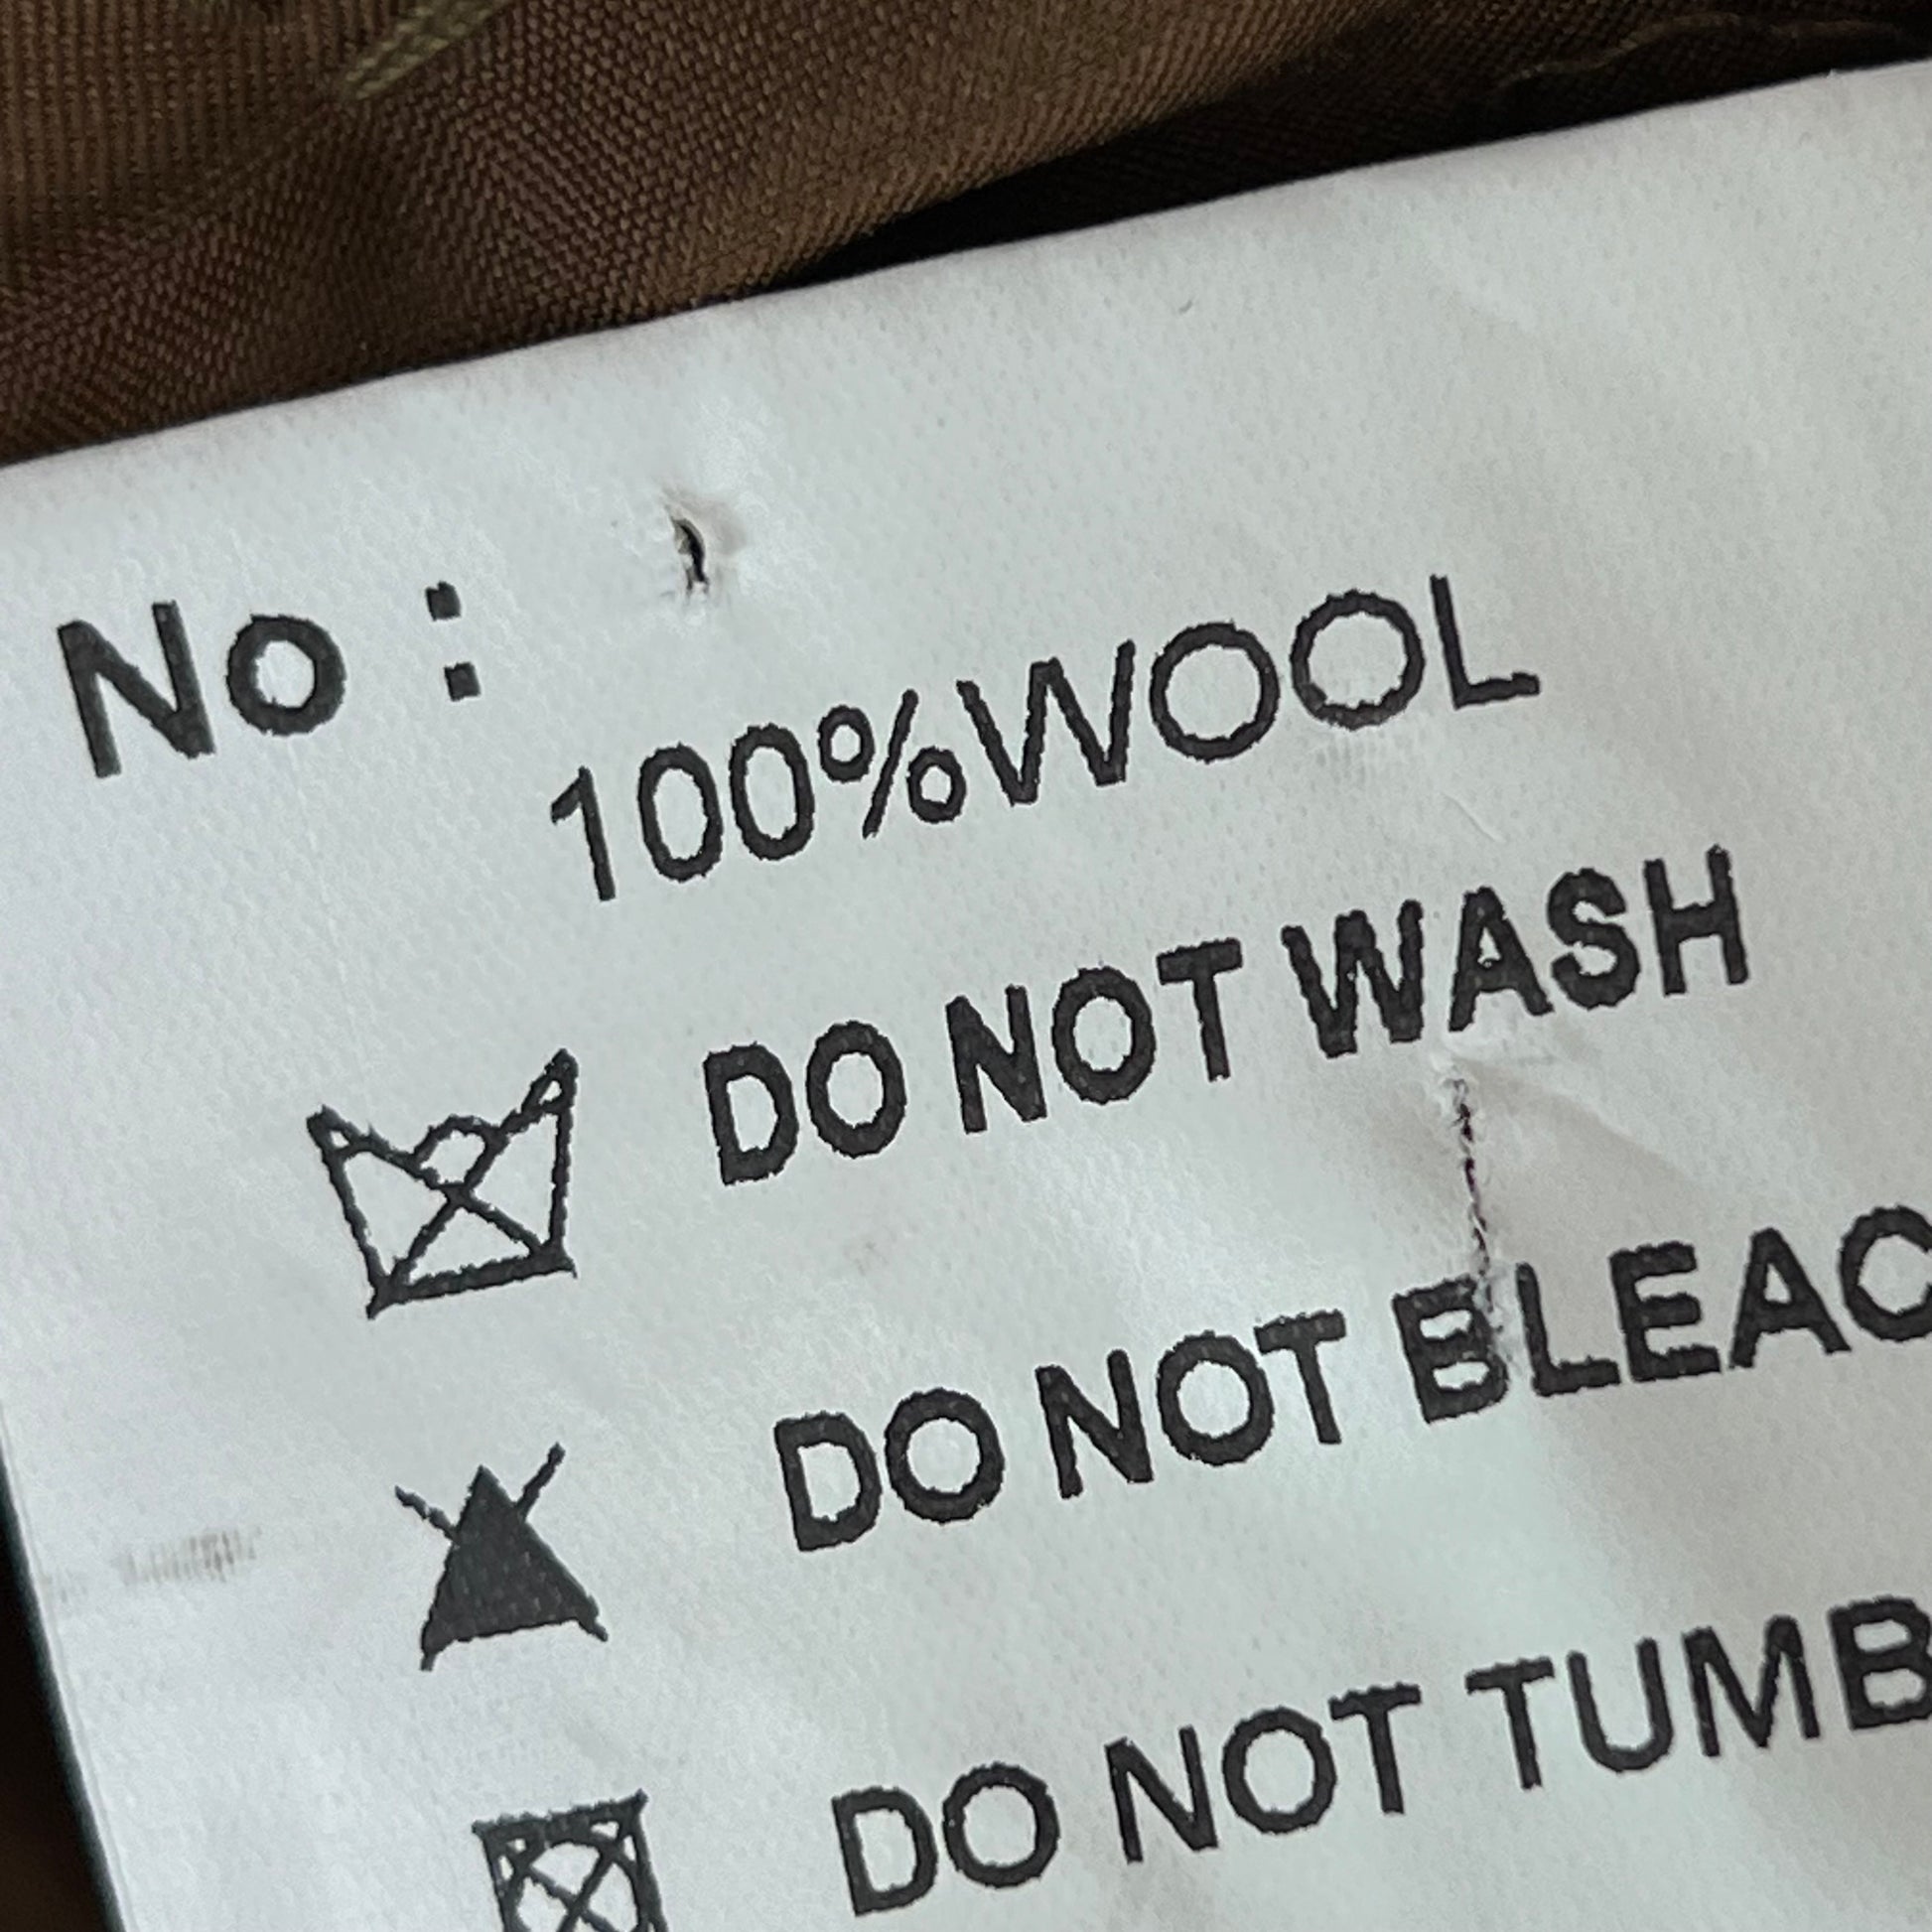 No :
100%WOOL
DO NOT WASH
DO NOT BLEAC
DO NOT TUMB